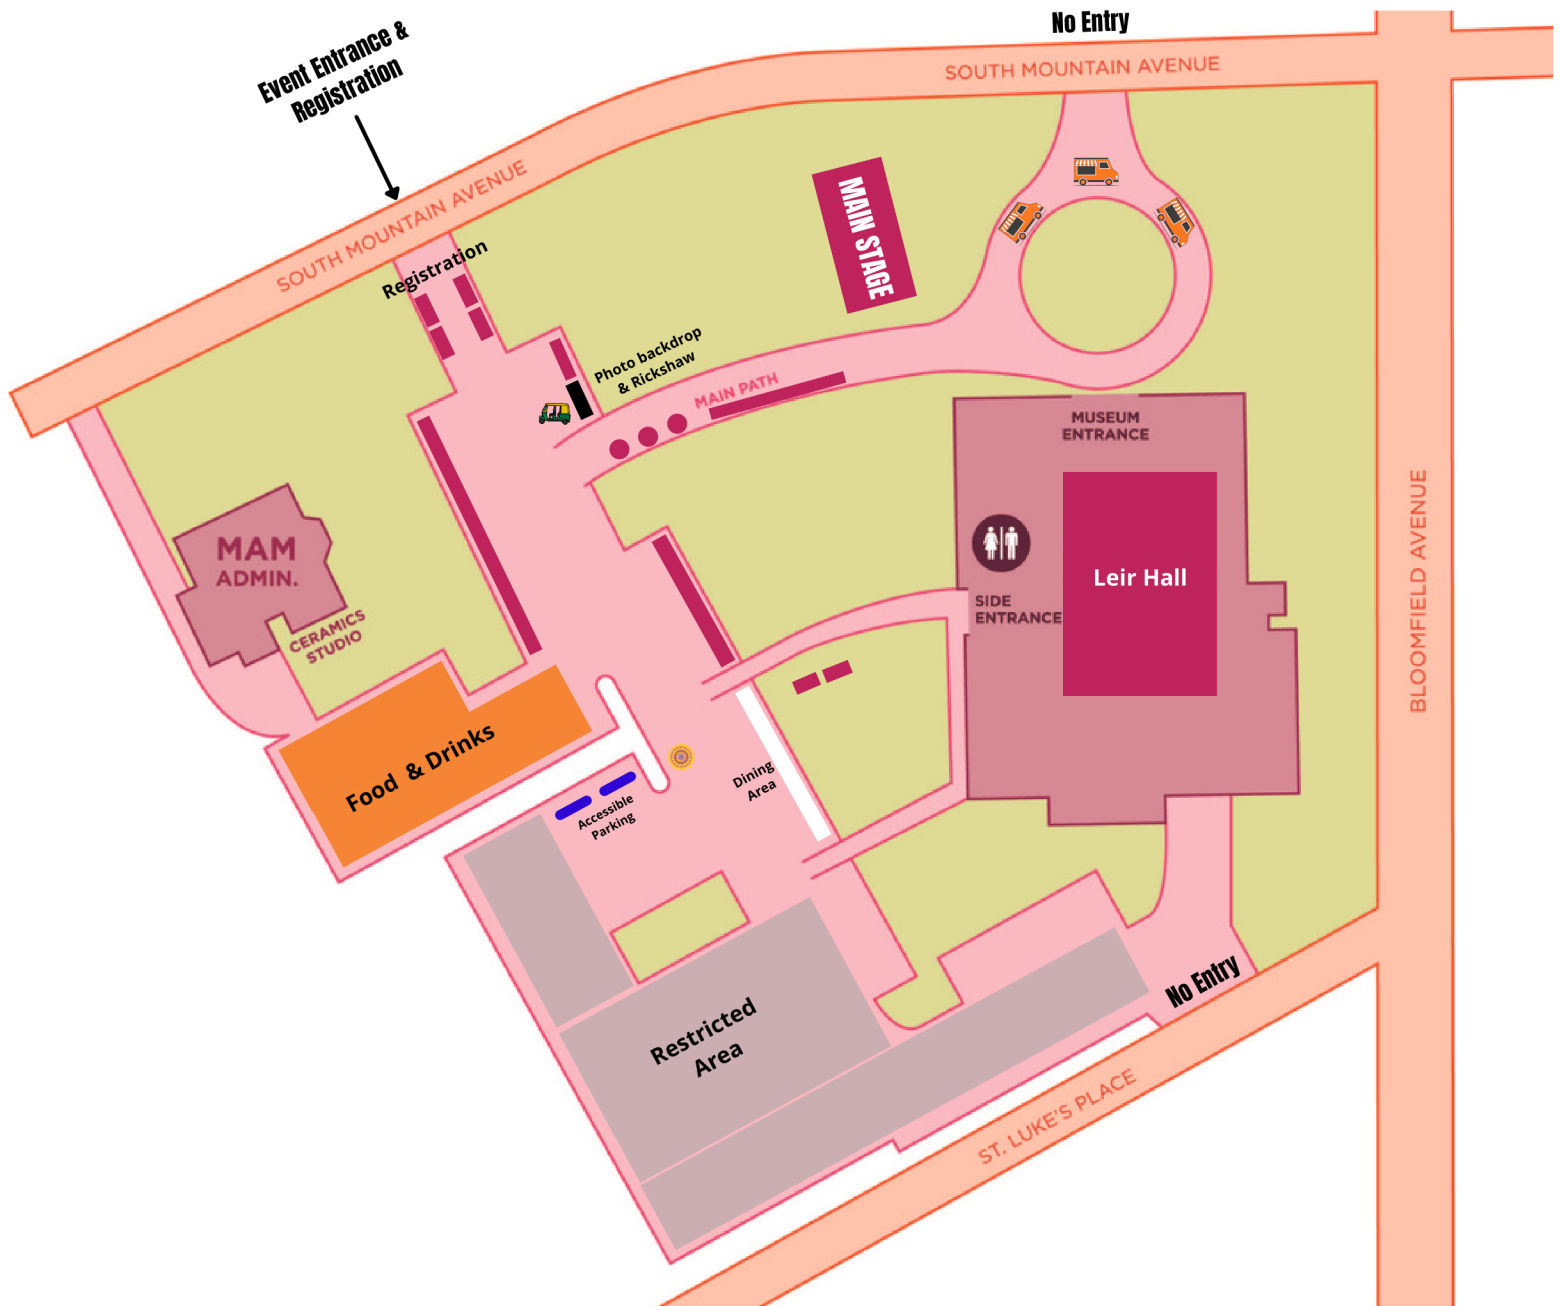 No Entry
Event Entrance &
Registration
SOUTH MOUNTAIN AVENUE
SOUTH MOUNTAIN AVENUE
MAIN STAGE
Registration
Photo backdrop
& Rickshaw
MAIN PATH
MUSEUM
ENTRANCE
MAM
ADMIN.
CERAMICS
STUDIO
Leir Hall
SIDE
ENTRANCE
BLOOMFIELD AVENUE
Food & Drinks
Dining
Area
Accessible
Parking
Restricted
Area
No Entry
ST. LUKE'S PLACE